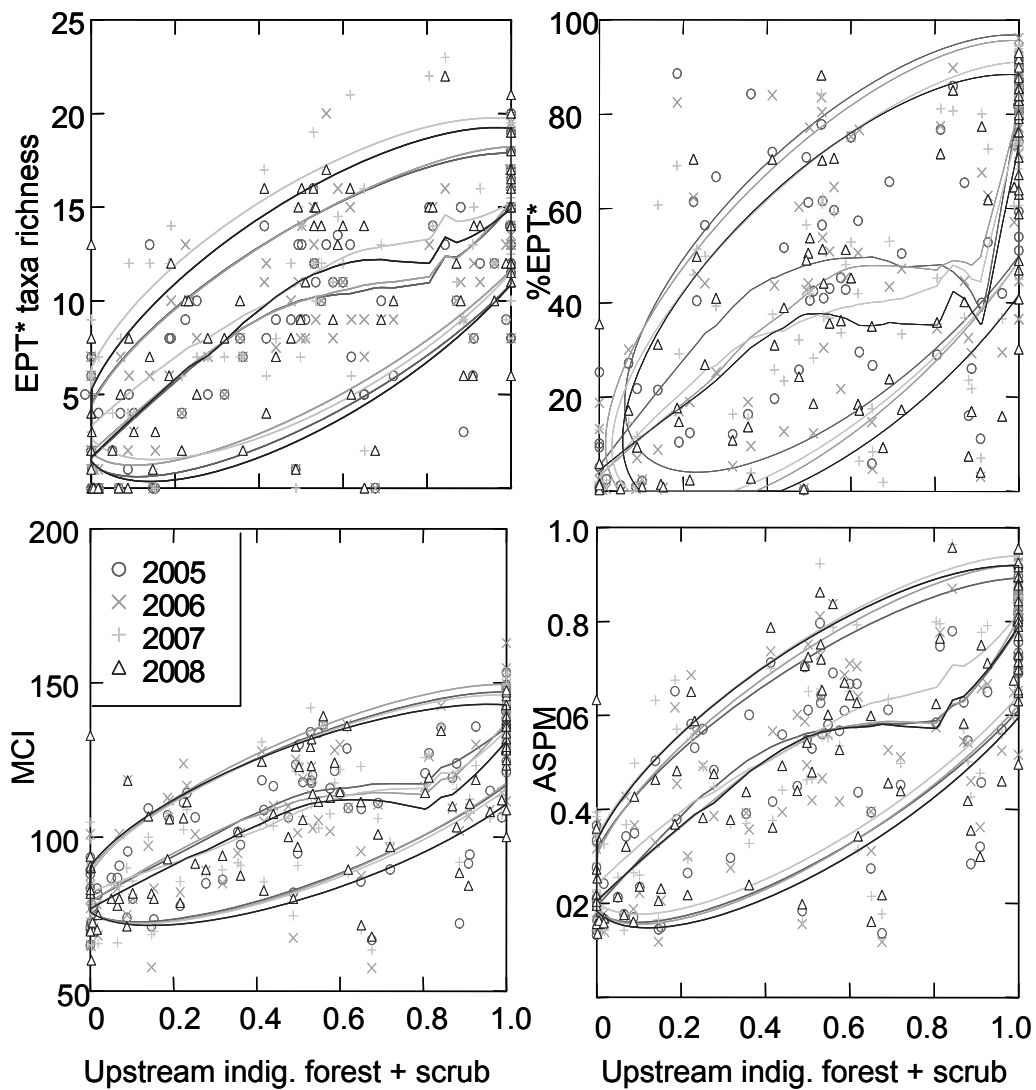 25
20
15
10
5
EPT* taxa richness
100
80
60
40
20
%EPT*
200
150
100
50
0 0.2 0.4 0.6 0.8 1.0
MCI
2005
2006
2007
2008
Upstream indig. forest + scrub
1.0
0.8
06
0.4
02
0 0.2 0.4 0.6 0.8 1.0
ASPM
Upstream indig. forest + scrub